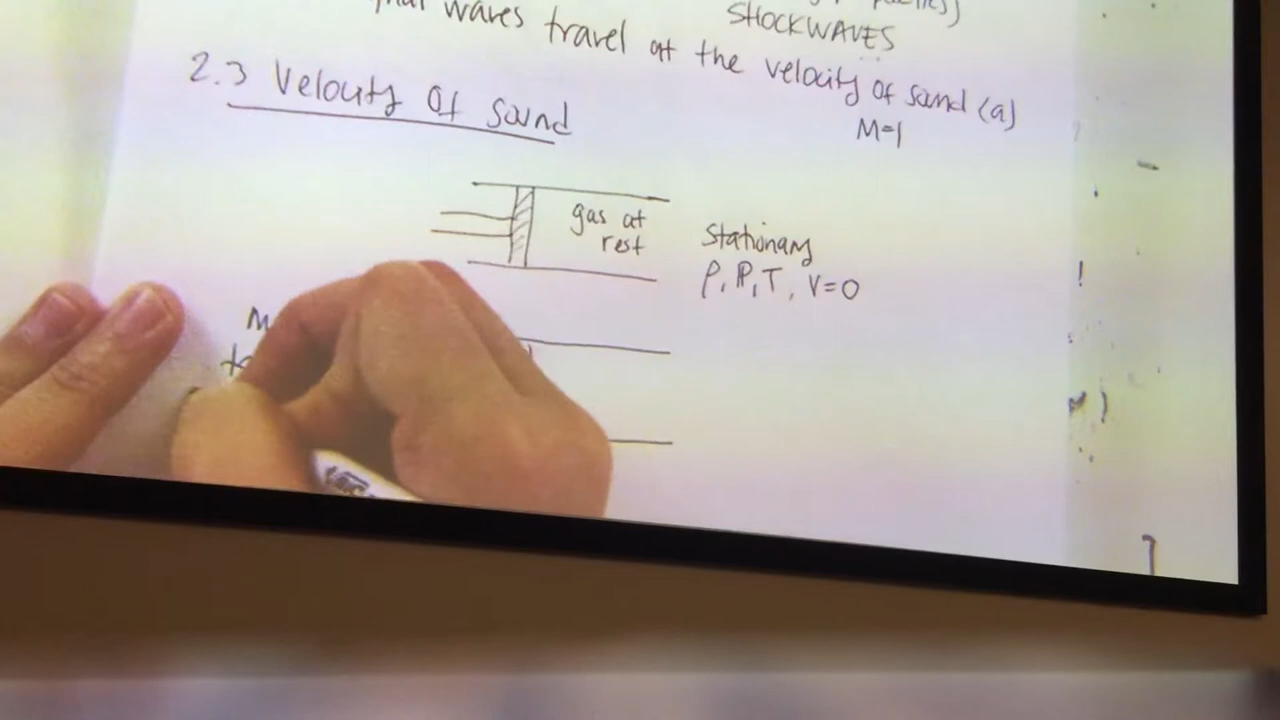 waves travel at the velocity of sound (a)
SHOCKWAVES
M=1
2.3 Velocity of sound
gas at
rest
Stationary
ρ, P, T, V=0
M
to